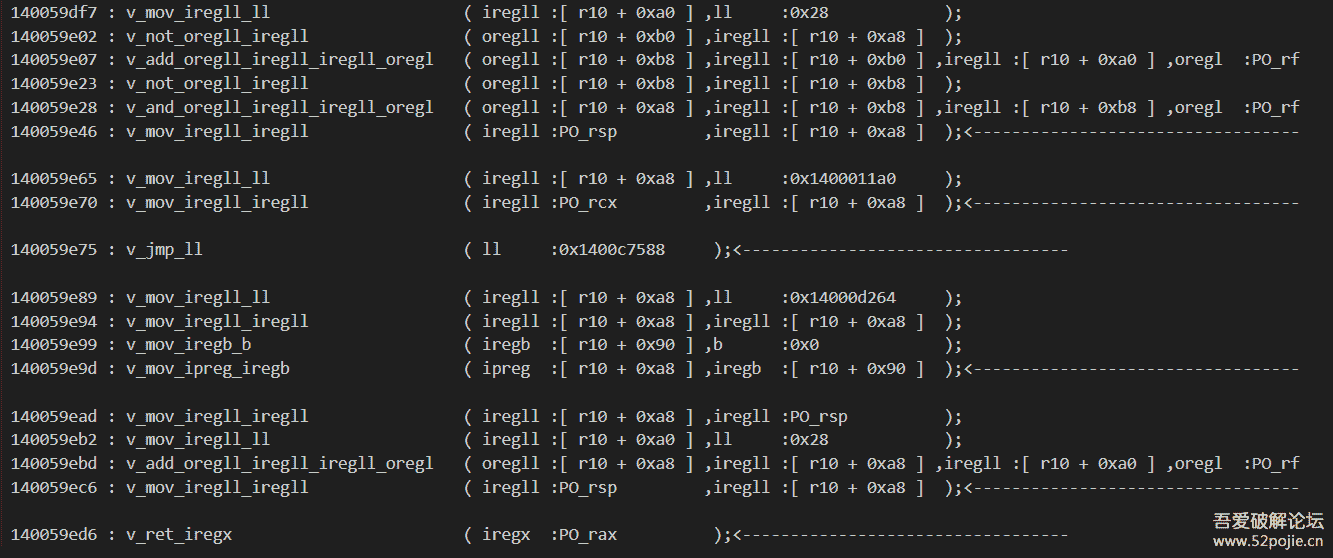 140059df7 : v_mov_iregll_ll ( iregll :[ r10 + 0xa0 ] ,ll :0x28 );
140059e02 : v_not_oregll_iregll ( oregll :[ r10 + 0xb0 ] ,iregll :[ r10 + 0xa8 ] );
140059e07 : v_add_oregll_iregll_iregll_oregl ( oregll :[ r10 + 0xb8 ] ,iregll :[ r10 + 0xb0 ] ,iregll :[ r10 + 0xa0 ] ,oregl :PO_rf
140059e23 : v_not_oregll_iregll ( oregll :[ r10 + 0xb8 ] ,iregll :[ r10 + 0xb8 ] );
140059e28 : v_and_oregll_iregll_iregll_oregl ( oregll :[ r10 + 0xa8 ] ,iregll :[ r10 + 0xb8 ] ,iregll :[ r10 + 0xb8 ] ,oregl :PO_rf
140059e46 : v_mov_iregll_iregll ( iregll :PO_rsp ,iregll :[ r10 + 0xa8 ] );<----------------------------------
140059e65 : v_mov_iregll_ll ( iregll :[ r10 + 0xa8 ] ,ll :0x1400011a0 );
140059e70 : v_mov_iregll_iregll ( iregll :PO_rcx ,iregll :[ r10 + 0xa8 ] );<----------------------------------
140059e75 : v_jmp_ll ( ll :0x1400c7588 );<----------------------------------
140059e89 : v_mov_iregll_ll ( iregll :[ r10 + 0xa8 ] ,ll :0x14000d264 );
140059e94 : v_mov_iregll_iregll ( iregll :[ r10 + 0xa8 ] ,iregll :[ r10 + 0xa8 ] );
140059e99 : v_mov_iregb_b ( iregb :[ r10 + 0x90 ] ,b :0x0 );
140059e9d : v_mov_ipreg_iregb ( ipreg :[ r10 + 0xa8 ] ,iregb :[ r10 + 0x90 ] );<----------------------------------
140059ead : v_mov_iregll_iregll ( iregll :[ r10 + 0xa8 ] ,iregll :PO_rsp );
140059eb2 : v_mov_iregll_ll ( iregll :[ r10 + 0xa0 ] ,ll :0x28 );
140059ebd : v_add_oregll_iregll_iregll_oregl ( oregll :[ r10 + 0xa8 ] ,iregll :[ r10 + 0xa8 ] ,iregll :[ r10 + 0xa0 ] ,oregl :PO_rf
140059ec6 : v_mov_iregll_iregll ( iregll :PO_rsp ,iregll :[ r10 + 0xa8 ] );<----------------------------------
140059ed6 : v_ret_iregx ( iregx :PO_rax );<----------------------------------
吾爱破解论坛
www.52pojie.cn